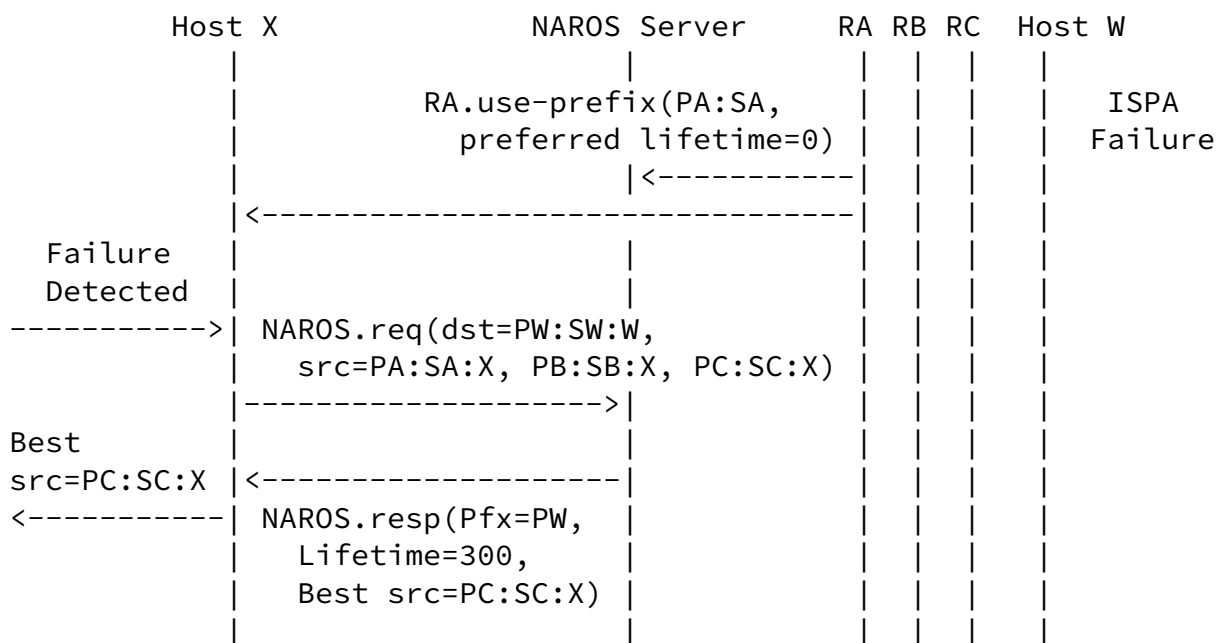 Host X NAROS Server RA RB RC Host W
RA.use-prefix(PA:SA, ISPA
preferred lifetime=0) Failure
Failure
Detected
NAROS.req(dst=PW:SW:W,
src=PA:SA:X, PB:SB:X, PC:SC:X)
Best
src=PC:SC:X
NAROS.resp(Pfx=PW,
Lifetime=300,
Best src=PC:SC:X)